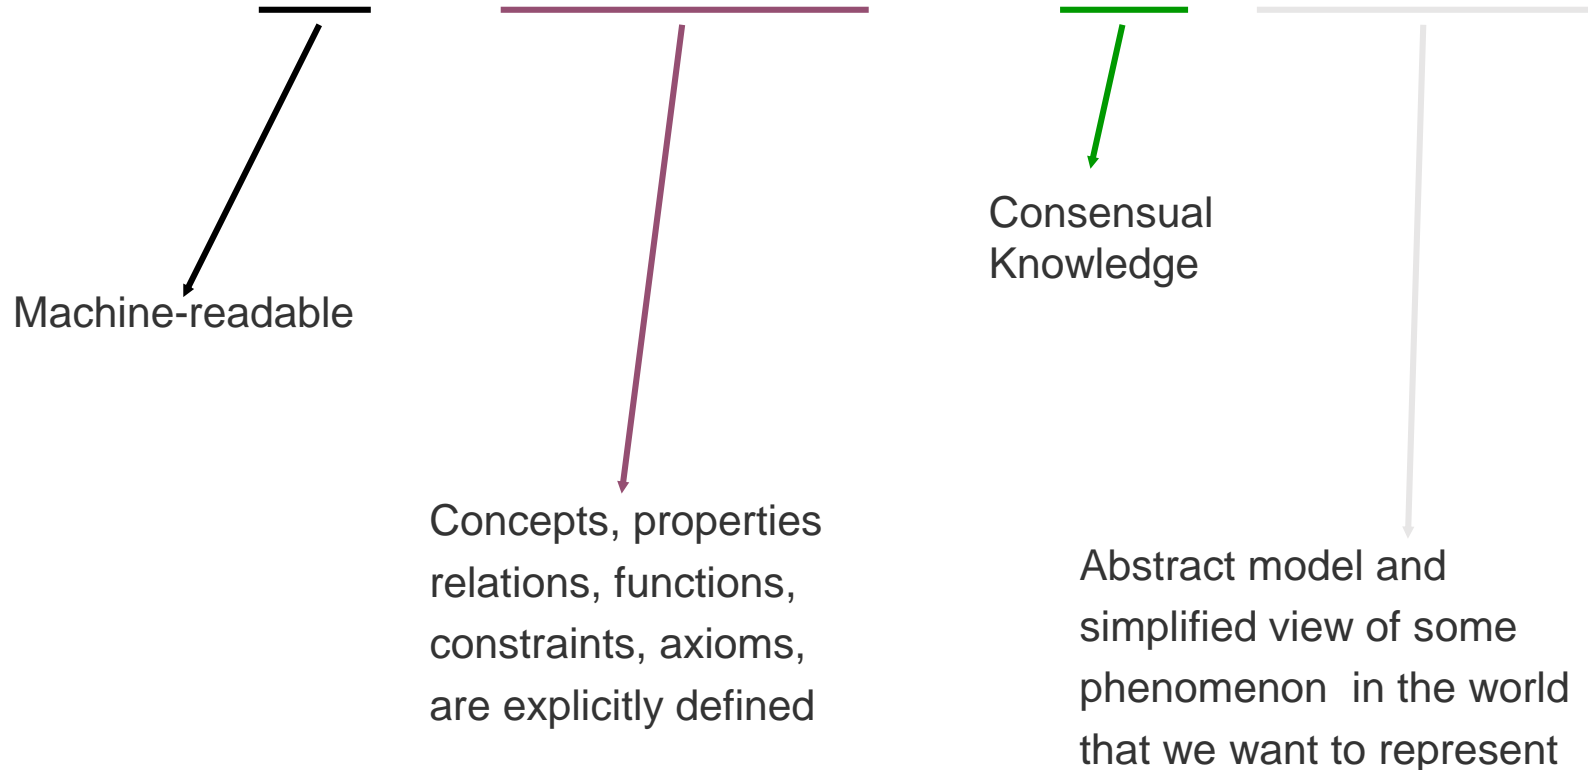 Machine-readable
Concepts, properties
relations, functions,
constraints, axioms,
are explicitly defined
Consensual
Knowledge
Abstract model and
simplified view of some
phenomenon in the world
that we want to represent